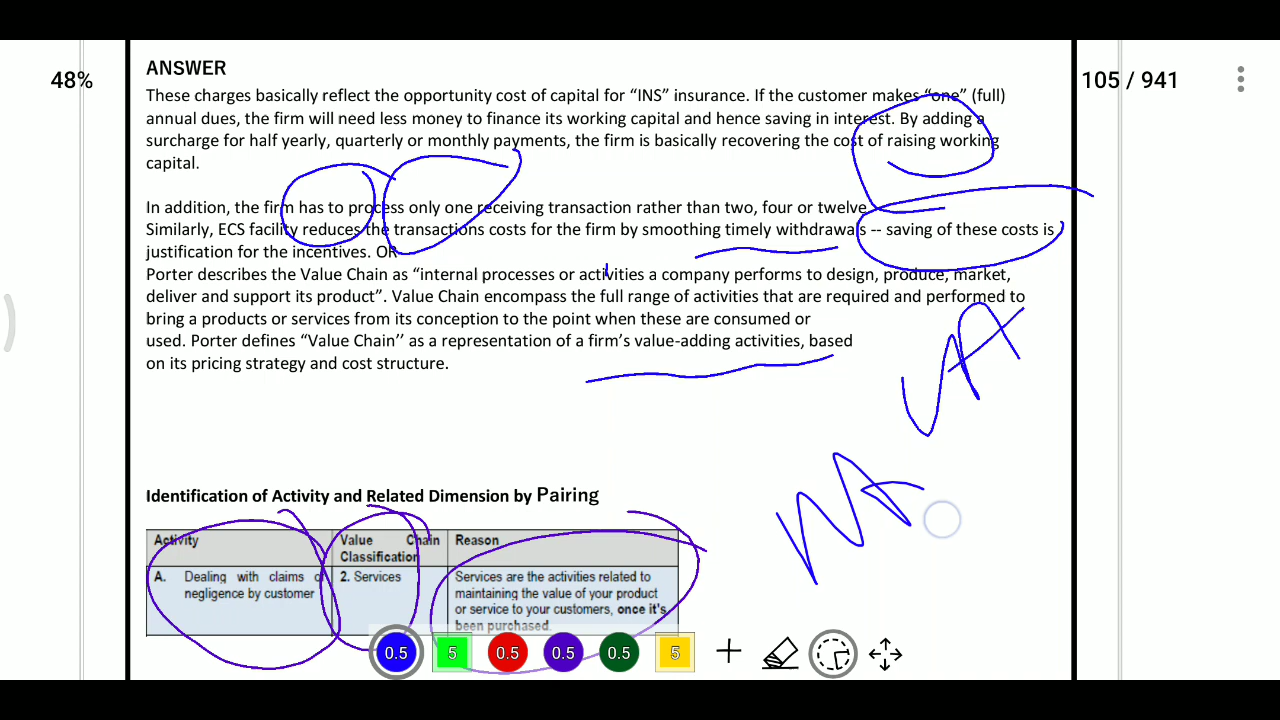 48%
105 / 941
ANSWER
These charges basically reflect the opportunity cost of capital for “INS” insurance. If the customer makes “one” (full)
annual dues, the firm will need less money to finance its working capital and hence saving in interest. By adding a
surcharge for half yearly, quarterly or monthly payments, the firm is basically recovering the cost of raising working
capital.
In addition, the firm has to process only one receiving transaction rather than two, four or twelve
Similarly, ECS facility reduces the transactions costs for the firm by smoothing timely withdrawals -- saving of these costs is
justification for the incentives. OR
Porter describes the Value Chain as “internal processes or activities a company performs to design, produce, market,
deliver and support its product”. Value Chain encompass the full range of activities that are required and performed to
bring a products or services from its conception to the point when these are consumed or
used. Porter defines “Value Chain’’ as a representation of a firm’s value-adding activities, based
on its pricing strategy and cost structure.
VA
NA
Identification of Activity and Related Dimension by Pairing
Activity
Value Chain
Classification
Reason
A. Dealing with claims of
negligence by customer
2. Services
Services are the activities related to
maintaining the value of your product
or service to your customers, once it's
been purchased.
0.5 5 0.5 0.5 0.5 5